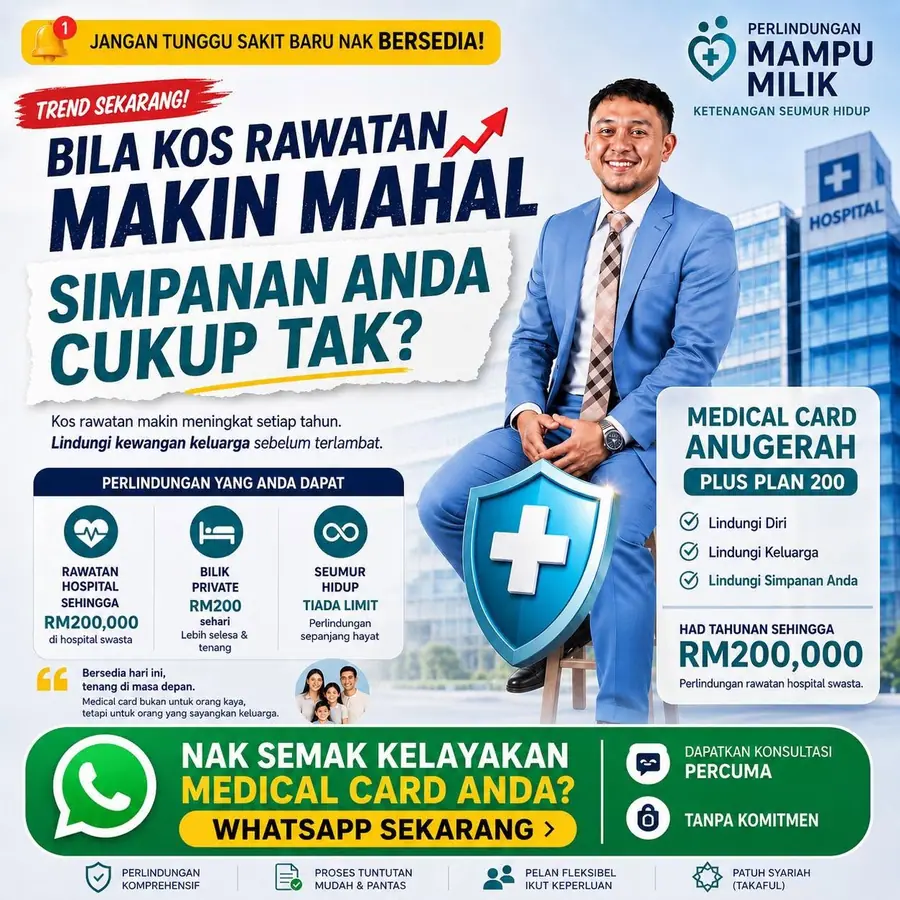 1
JANGAN TUNGGU SAKIT BARU NAK BERSEDIA!
PERLINDUNGAN
MAMPU
MILIK
KETENANGAN SEUMUR HIDUP
TREND SEKARANG!
BILA KOS RAWATAN
MAKIN MAHAL
SIMPANAN ANDA
CUKUP TAK?
Kos rawatan makin meningkat setiap tahun.
Lindungi kewangan keluarga sebelum terlambat.
HOSPITAL
PERLINDUNGAN YANG ANDA DAPAT
RAWATAN
HOSPITAL
SEHINGGA
RM200,000
di hospital swasta
BILIK
PRIVATE
RM200
sehari
Lebih selesa &
tenang
SEUMUR
HIDUP
TIADA LIMIT
Perlindungan
sepanjang hayat
MEDICAL CARD
ANUGERAH
PLUS PLAN 200
Lindungi Diri
Lindungi Keluarga
Lindungi Simpanan Anda
HAD TAHUNAN SEHINGGA
RM200,000
Perlindungan rawatan hospital swasta.
Bersedia hari ini,
tenang di masa depan.
Medical card bukan untuk orang kaya,
tetapi untuk orang yang sayangkan keluarga.
NAK SEMAK KELAYAKAN
MEDICAL CARD ANDA?
WHATSAPP SEKARANG >
DAPATKAN KONSULTASI
PERCUMA
TANPA KOMITMEN
PERLINDUNGAN
KOMPREHENSIF
PROSES TUNTUTAN
MUDAH & PANTAS
PELAN FLEKSIBEL
IKUT KEPERLUAN
PATUH SYARIAH
(TAKAFUL)